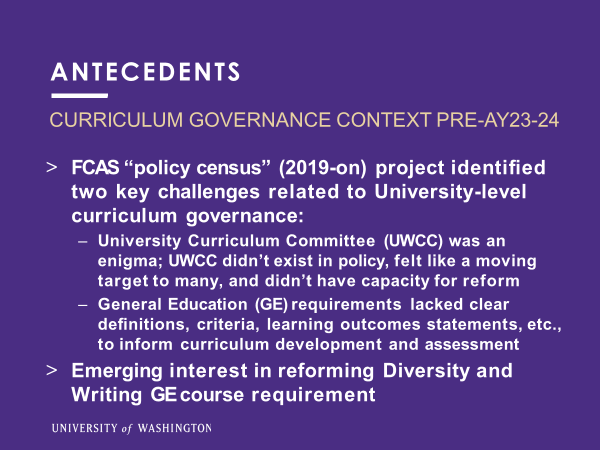 ANTECEDENTS
CURRICULUM GOVERNANCE CONTEXT PRE-AY23-24
> FCAS “policy census” (2019-on) project identified
two key challenges related to University-level
curriculum governance:
– University Curriculum Committee (UWCC) was an
enigma; UWCC didn’t exist in policy, felt like a moving
target to many, and didn’t have capacity for reform
– General Education (GE) requirements lacked clear
definitions, criteria, learning outcomes statements, etc.,
to inform curriculum development and assessment
> Emerging interest in reforming Diversity and
Writing GE course requirement
UNIVERSITY of WASHINGTON